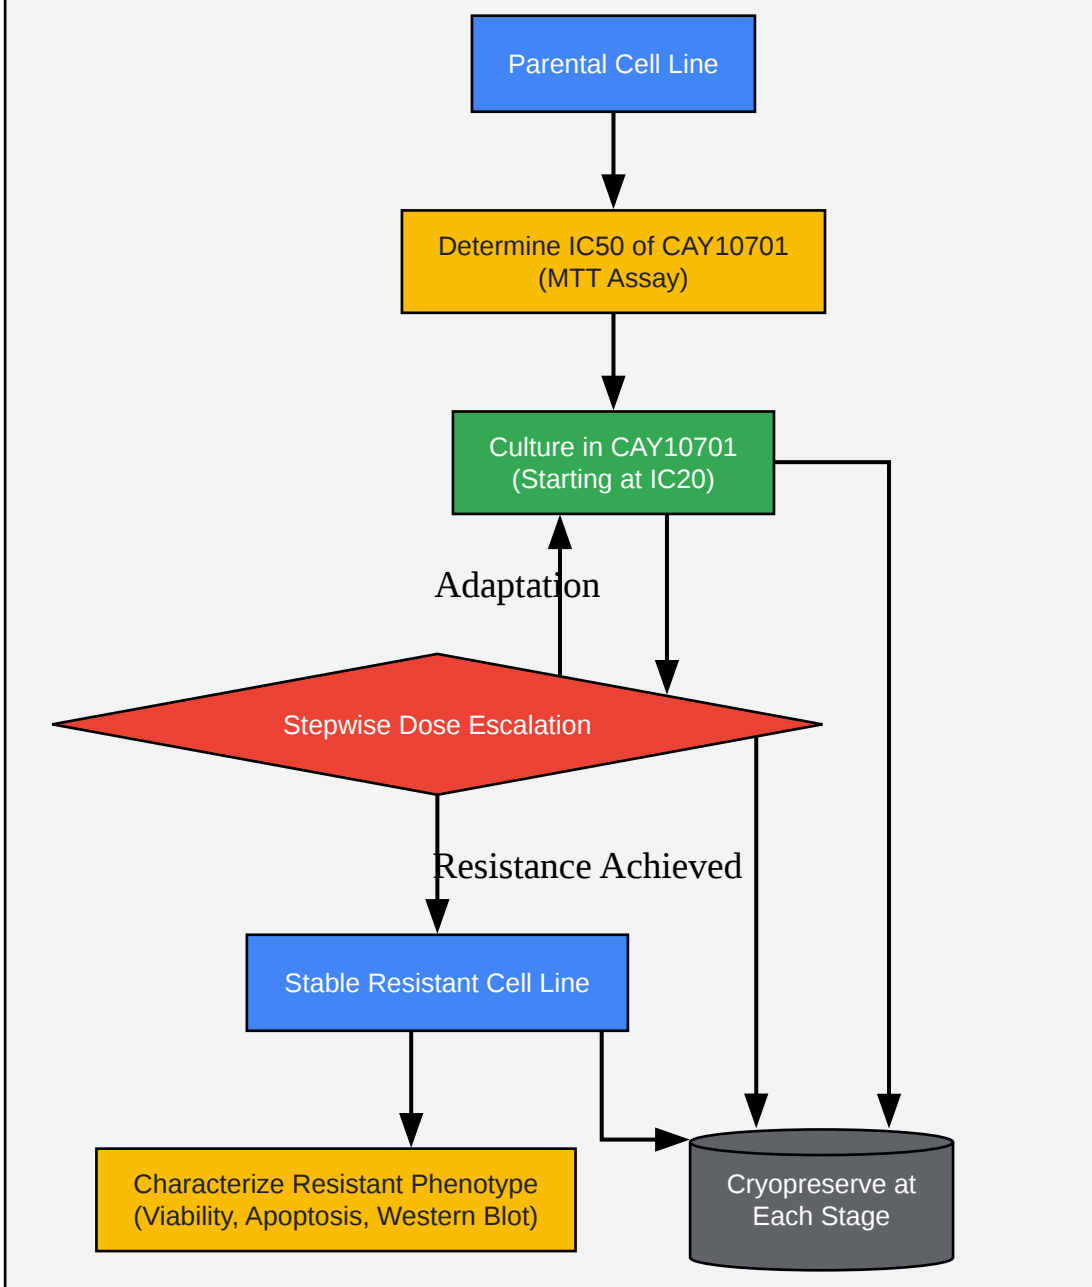 Parental Cell Line
Determine IC50 of CAY10701
(MTT Assay)
Culture in CAY10701
(Starting at IC20)
Adaptation
Stepwise Dose Escalation
Resistance Achieved
Stable Resistant Cell Line
Characterize Resistant Phenotype
(Viability, Apoptosis, Western Blot)
Cryopreserve at
Each Stage